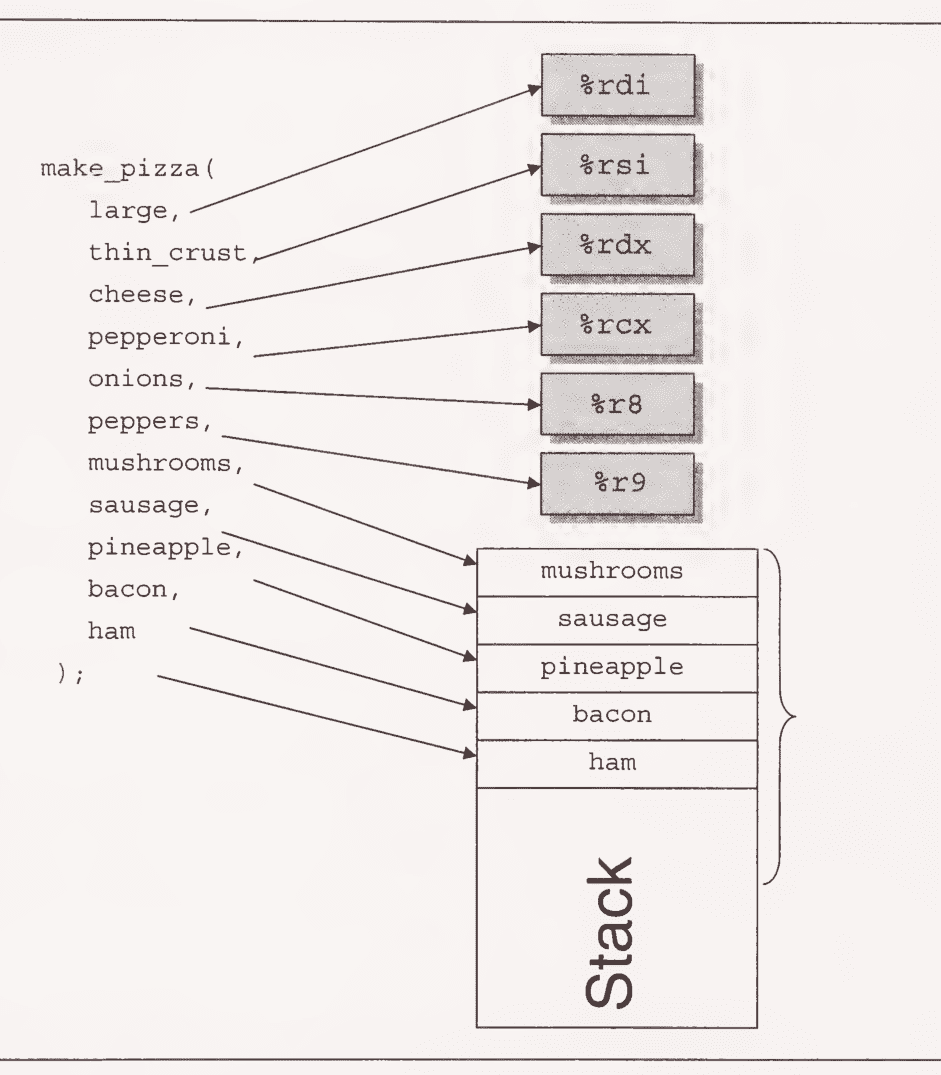 make_pizza(
large,
thin_crust,
cheese,
pepperoni,
onions,
peppers,
mushrooms,
sausage,
pineapple,
bacon,
ham
);
%rdi
%rsi
%rdx
%rcx
%r8
%r9
mushrooms
sausage
pineapple
bacon
ham
Stack